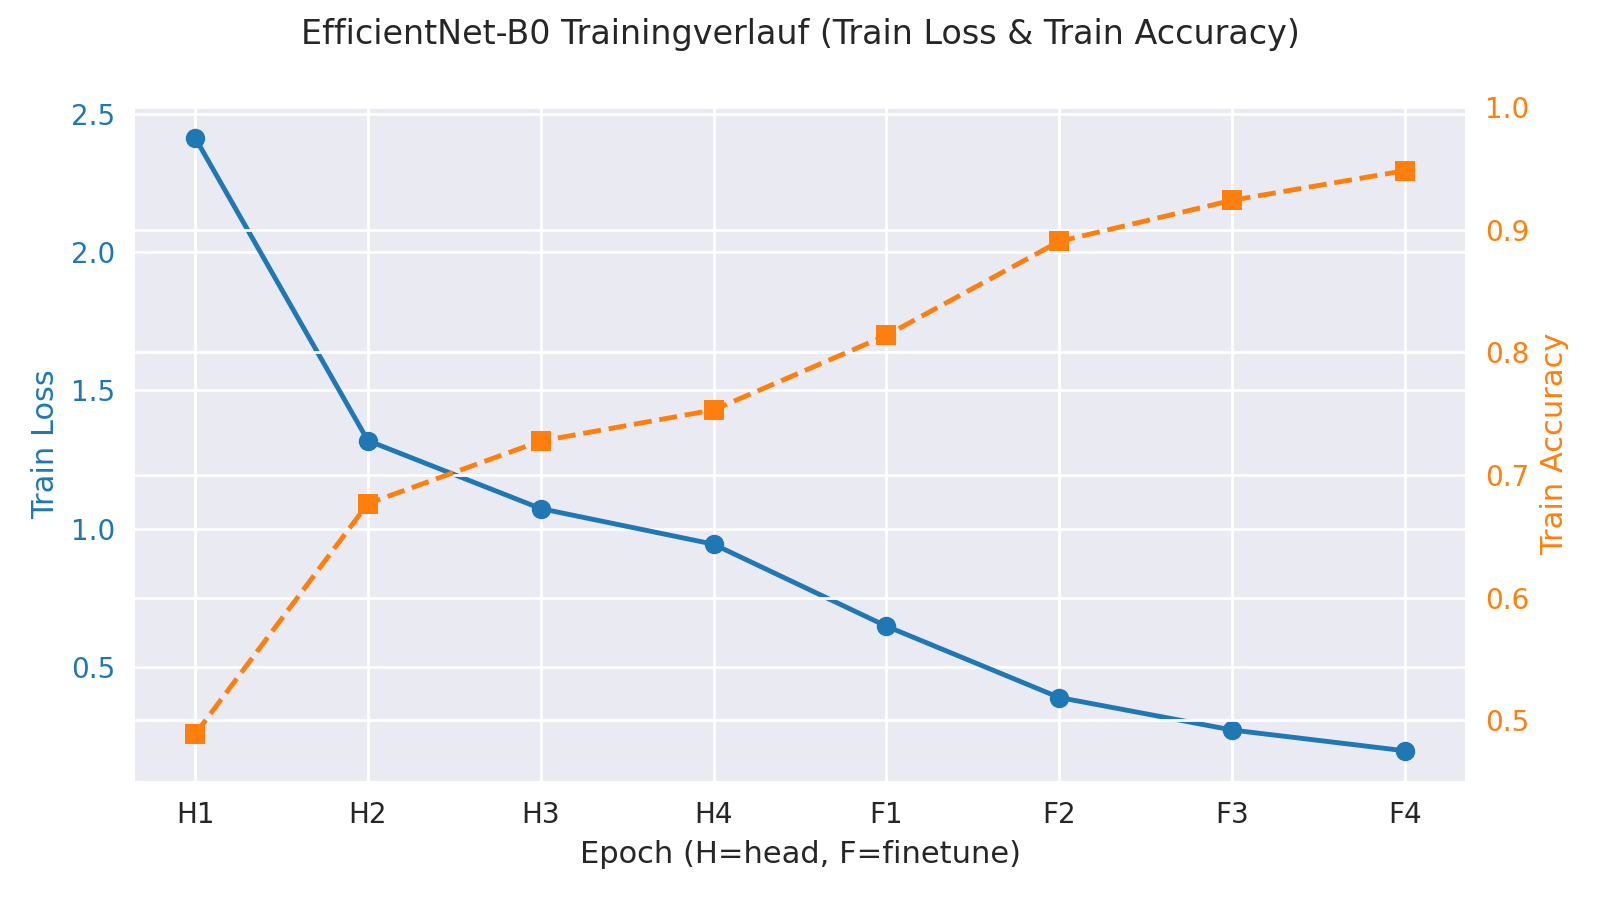 EfficientNet-B0 Trainingverlauf (Train Loss & Train Accuracy)
2.5
2.0
1.5
1.0
0.5
Train Loss
1.0
0.9
0.8
0.7
0.6
0.5
Train Accuracy
H1 H2 H3 H4 F1 F2 F3 F4
Epoch (H=head, F=finetune)